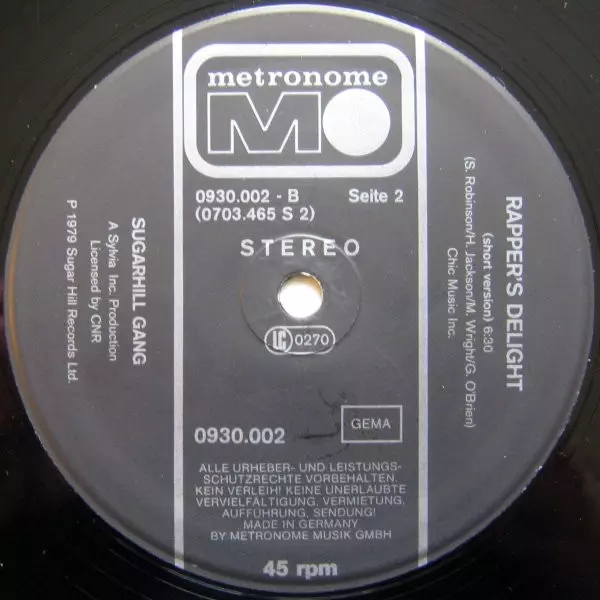 metronome
M
0930.002 - B Seite 2
(0703.465 S 2)
STEREO
LC 0270
0930.002
GEMA
ALLE URHEBER- UND LEISTUNGS-
SCHUTZRECHTE VORBEHALTEN.
KEIN VERLEIH! KEINE UNERLAUBTE
VERVIELFÄLTIGUNG, VERMIETUNG,
AUFFÜHRUNG, SENDUNG!
MADE IN GERMANY
BY METRONOME MUSIK GMBH
45 rpm
RAPPER'S DELIGHT
(short version) 6:30
(S. Robinson/H. Jackson/M. Wright/G. O'Brien)
Chic Music Inc.
SUGARHILL GANG
A Sylvia Inc. Production
Licensed by CNR
P 1979 Sugar Hill Records Ltd.